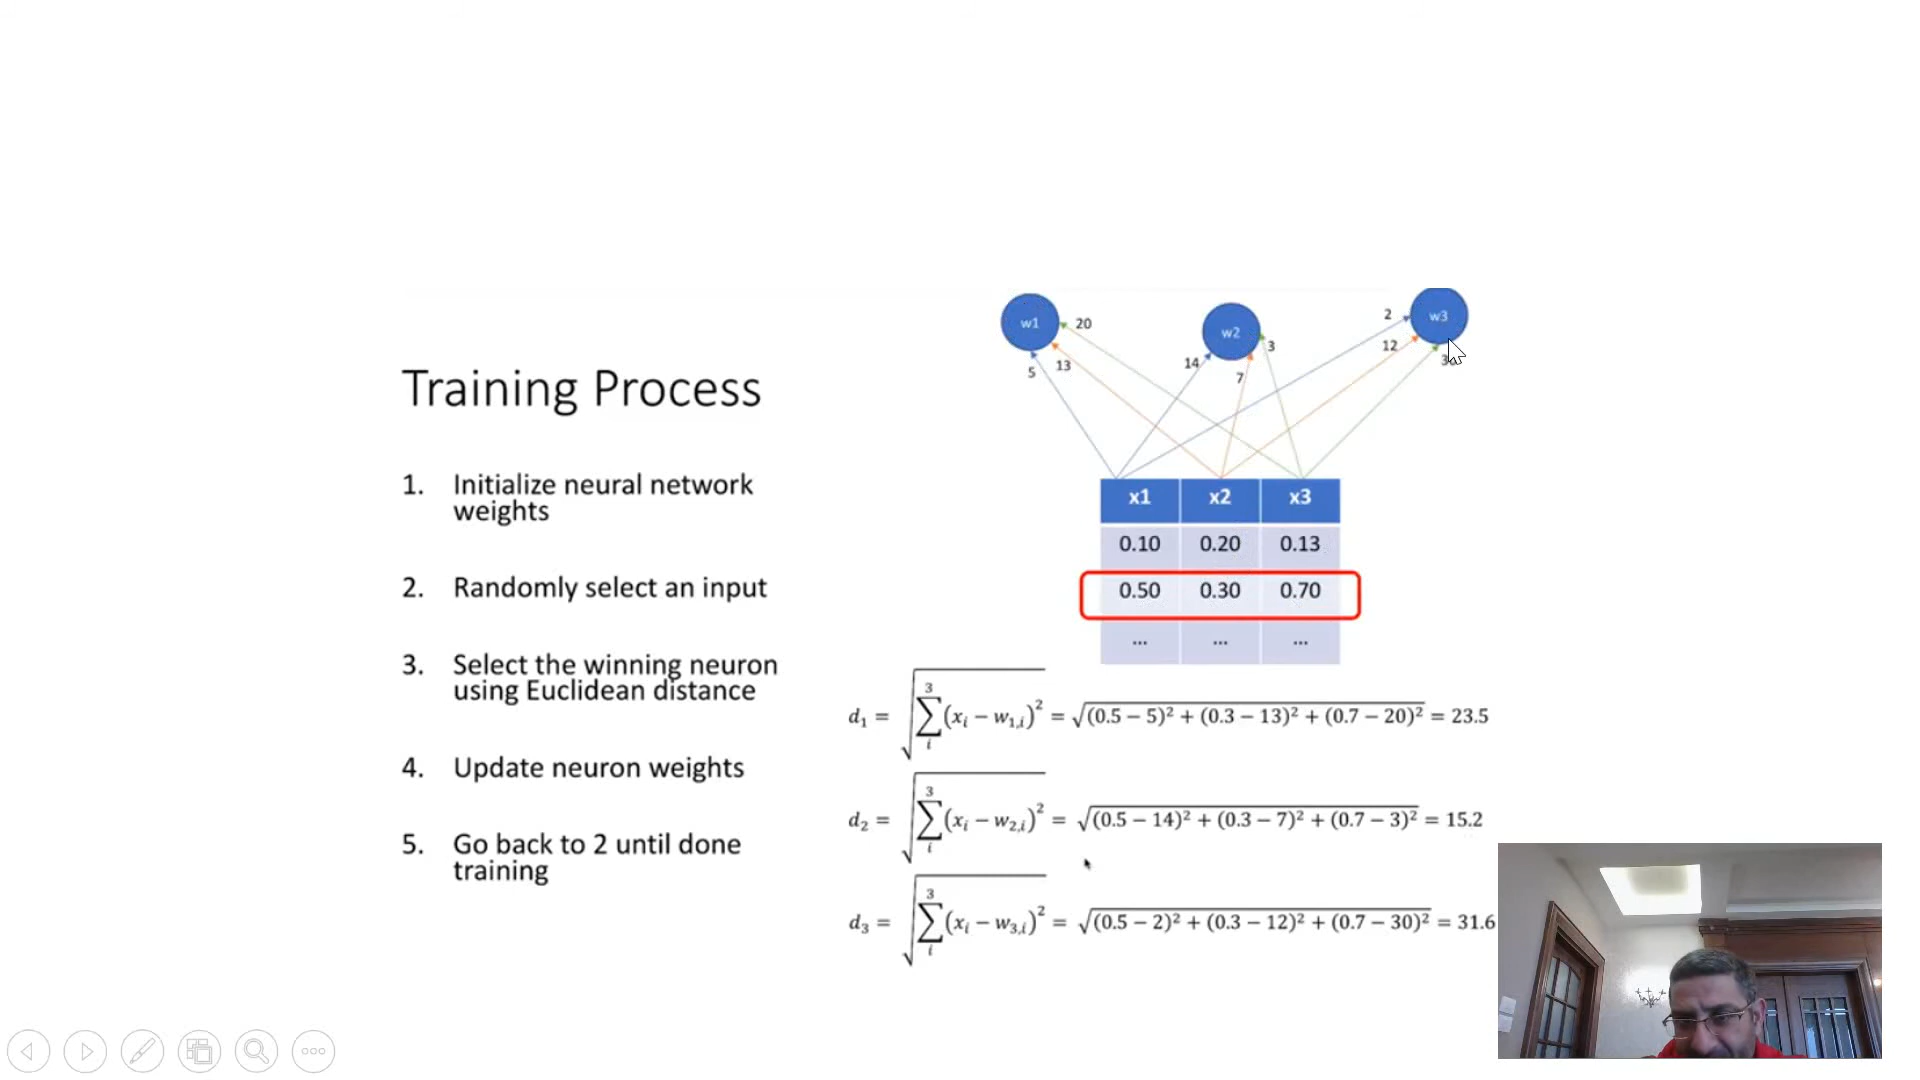 w1
w2
w3
20
13
5
14
7
3
2
12
Training Process
1. Initialize neural network
weights
2. Randomly select an input
3. Select the winning neuron
using Euclidean distance
4. Update neuron weights
5. Go back to 2 until done
training
x1 x2 x3
0.10 0.20 0.13
0.50 0.30 0.70
... ... ...
d₁ = √∑³ᵢ(xᵢ − w₁,ᵢ)² = √(0.5 − 5)² + (0.3 − 13)² + (0.7 − 20)² = 23.5
d₂ = √∑³ᵢ(xᵢ − w₂,ᵢ)² = √(0.5 − 14)² + (0.3 − 7)² + (0.7 − 3)² = 15.2
d₃ = √∑³ᵢ(xᵢ − w₃,ᵢ)² = √(0.5 − 2)² + (0.3 − 12)² + (0.7 − 30)² = 31.6